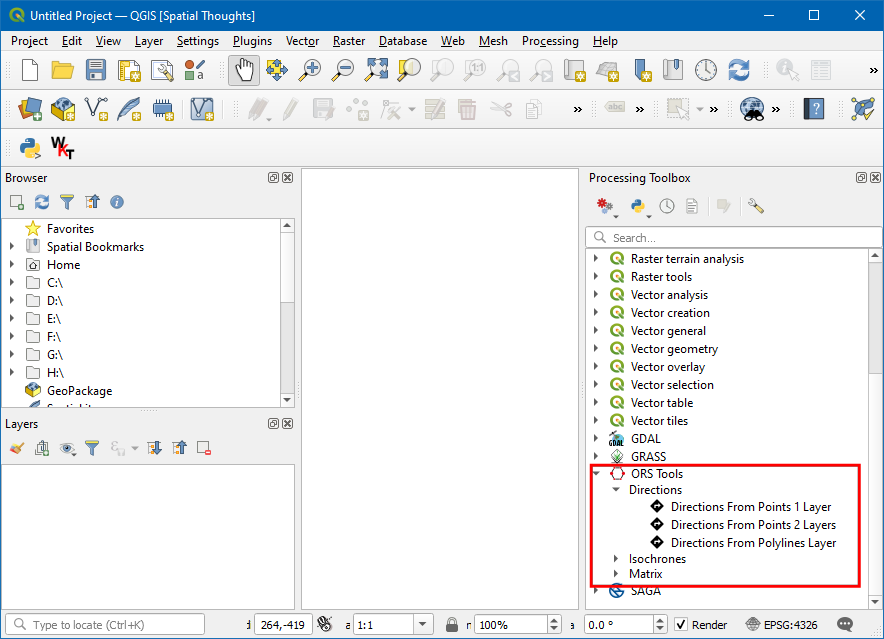 Untitled Project — QGIS [Spatial Thoughts]
Project Edit View Layer Settings Plugins Vector Raster Database Web Mesh Processing Help
1:1
»
» abc » » » ?
WKT
Browser
Favorites
Spatial Bookmarks
Home
C:\
D:\
E:\
F:\
G:\
H:\
GeoPackage
Layers
Processing Toolbox
Search...
Raster terrain analysis
Raster tools
Vector analysis
Vector creation
Vector general
Vector geometry
Vector overlay
Vector selection
Vector table
Vector tiles
GDAL
GRASS
ORS Tools
Directions
Directions From Points 1 Layer
Directions From Points 2 Layers
Directions From Polylines Layer
Isochrones
Matrix
SAGA
Type to locate (Ctrl+K) 264,-419 1:1 100% 0.0 ° Render EPSG:4326